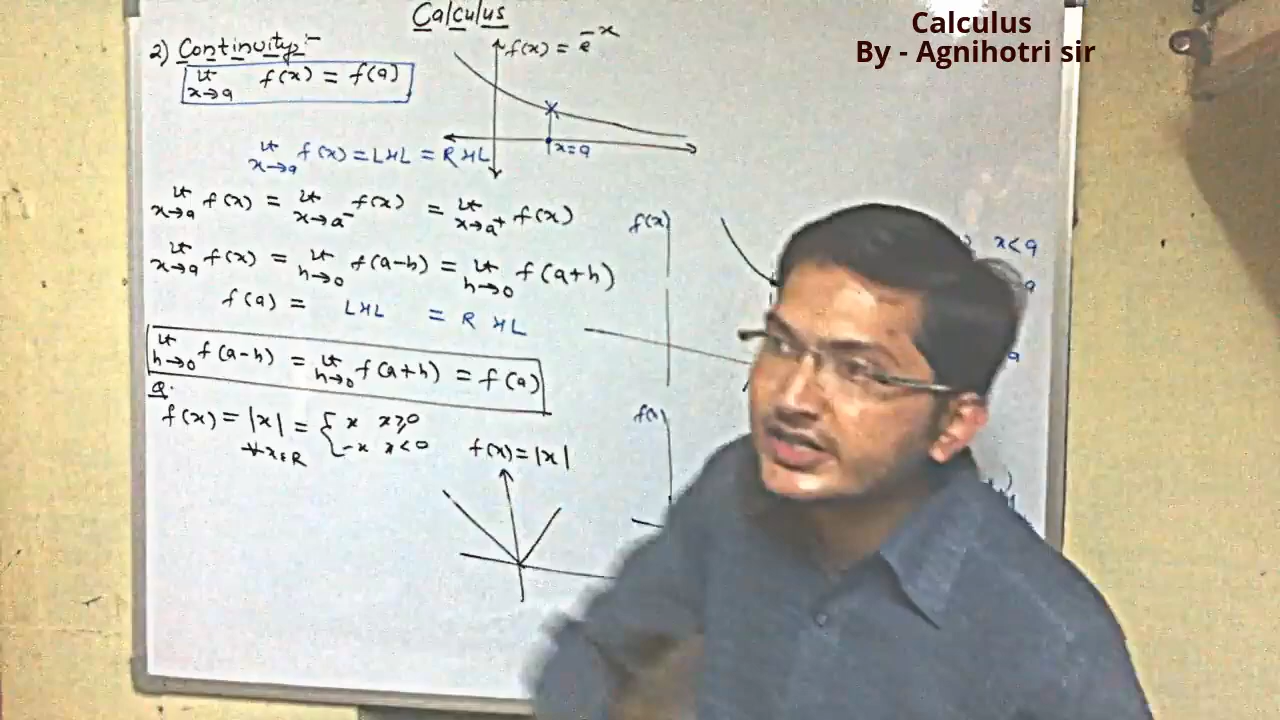 Calculus
By - Agnihotri sir
Calculus
2) Continuity:-
lt x→a f(x) = f(a)
f(x) = e^-x
x=a
lt x→a f(x) = LHL = RHL
lt x→a f(x) = lt x→a⁻ f(x) = lt x→a⁺ f(x)
lt x→a f(x) = lt h→0 f(a-h) = lt h→0 f(a+h)
f(a) = LHL = RHL
lt h→0 f(a-h) = lt h→0 f(a+h) = f(a)
Q.
f(x) = |x| = { x x≥0
∀x∈R -x x<0
f(x)=|x|
f(x)
x<a
a
a